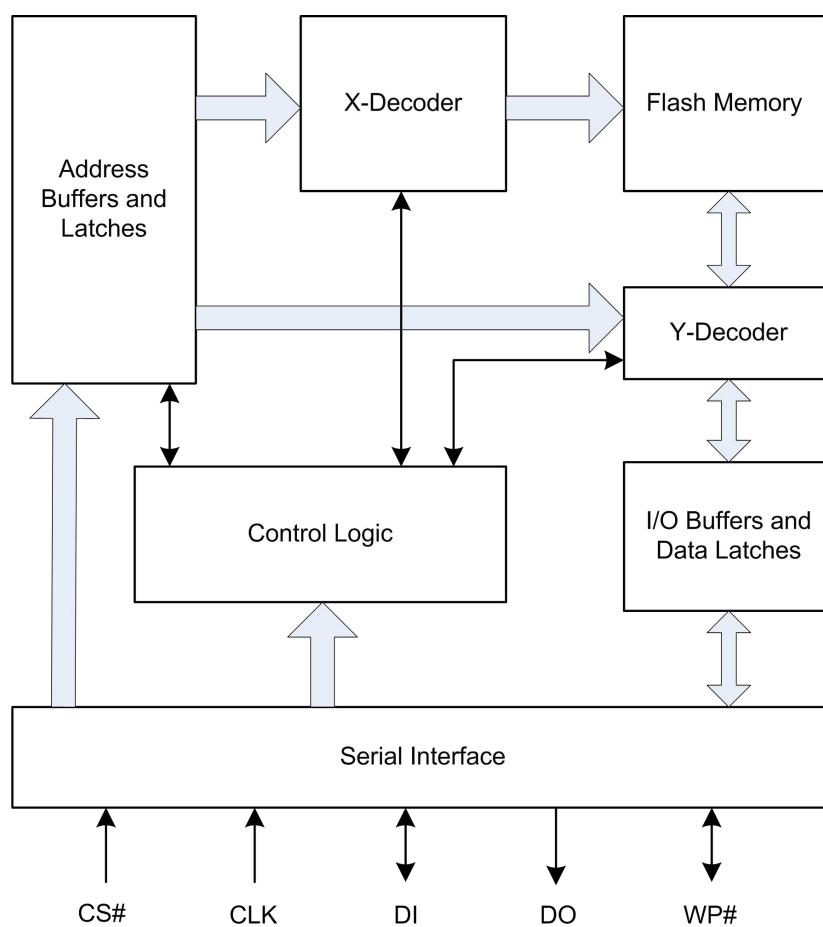 Address
Buffers and
Latches
X-Decoder
Flash Memory
Y-Decoder
Control Logic
I/O Buffers and
Data Latches
Serial Interface
CS#
CLK
DI
DO
WP#